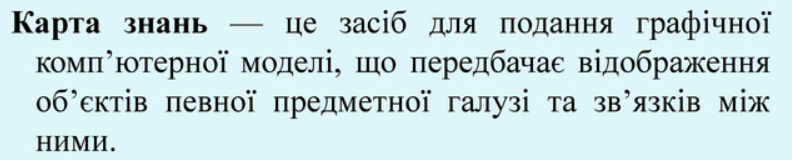 Карта знань — це засіб для подання графічної
комп’ютерної моделі, що передбачає відображення
об’єктів певної предметної галузі та зв’язків між
ними.